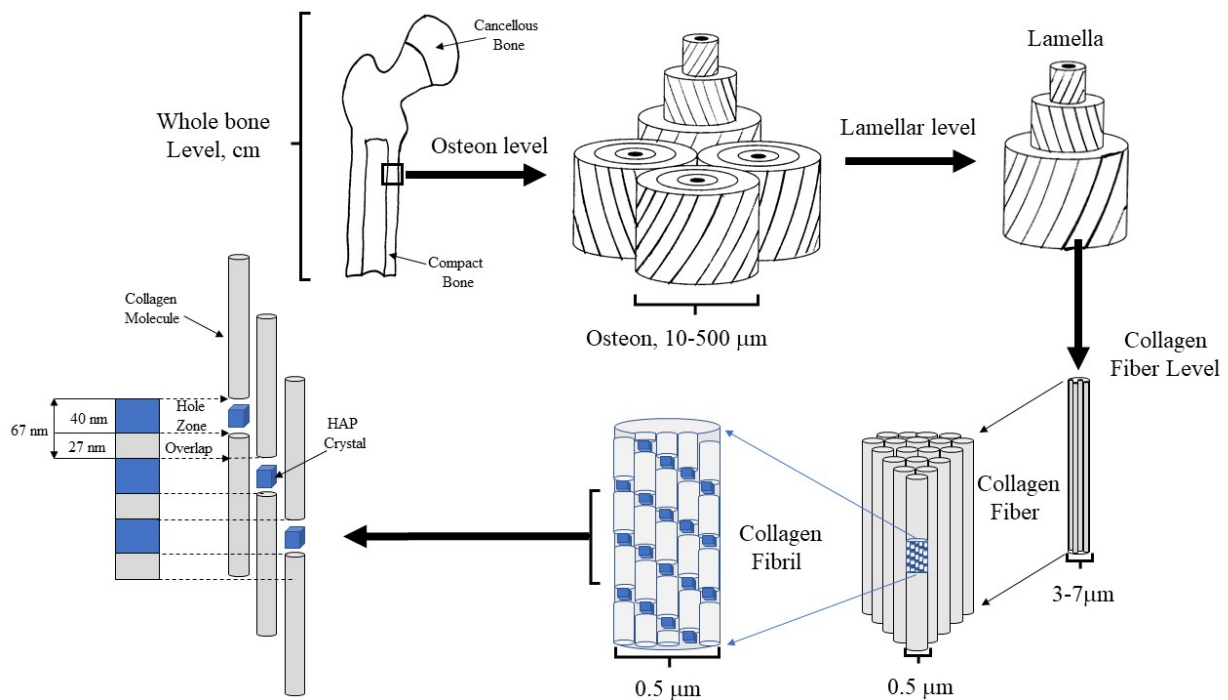 Cancellous
Bone
Whole bone
Level, cm
Osteon level
Compact
Bone
Osteon, 10-500 μm
Lamellar level
Lamella
Collagen
Fiber Level
3-7μm
Collagen
Fiber
0.5 μm
Collagen
Fibril
0.5 μm
Collagen
Molecule
67 nm
40 nm
27 nm
Hole
Zone
Overlap
HAP
Crystal